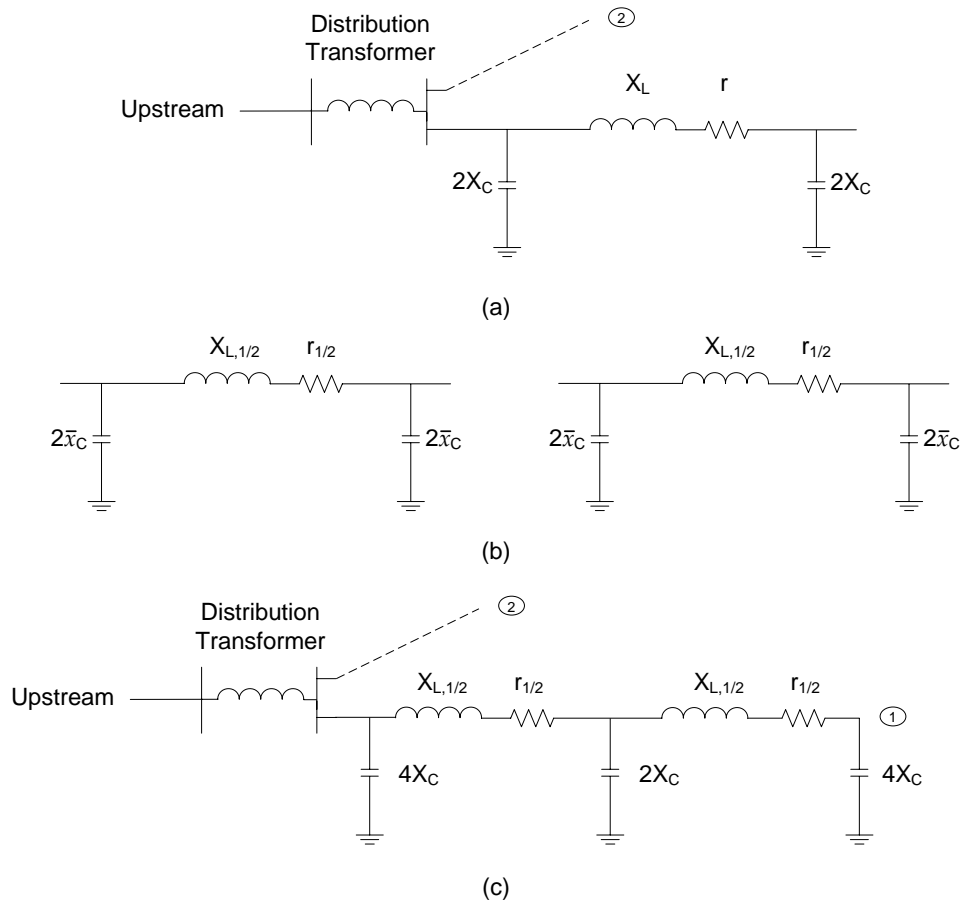 ②
Distribution
Transformer
Upstream
X_L r
2X_C 2X_C
(a)
X_L,1/2 r_1/2 X_L,1/2 r_1/2
2x̅_C 2x̅_C 2x̅_C 2x̅_C
(b)
②
Distribution
Transformer
X_L,1/2 r_1/2 X_L,1/2 r_1/2
Upstream ①
4X_C 2X_C 4X_C
(c)